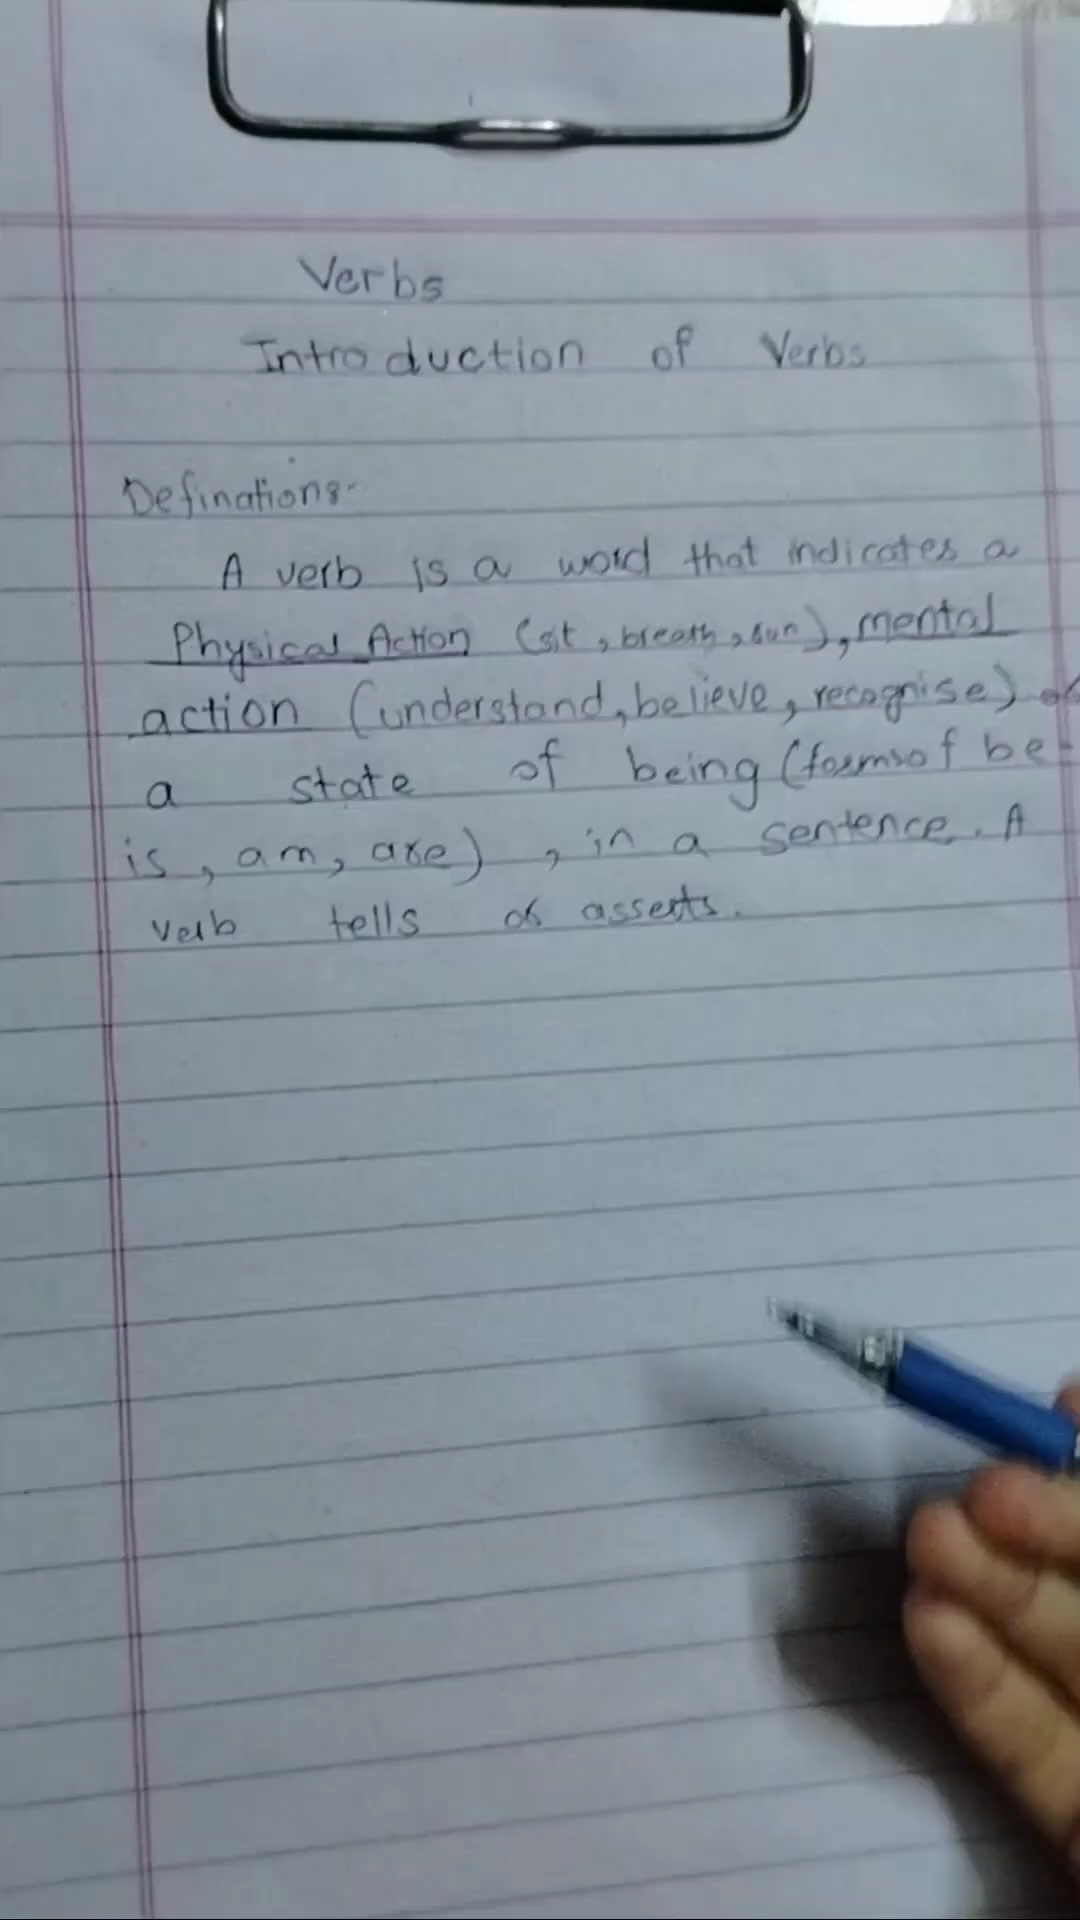 Verbs
Introduction of Verbs
Definations-
A verb is a word that indicates a
Physical Action (sit, breath, run), mental
action (understand, believe, recognise) or
a state of being (forms of be-
is, am, are) , in a sentence. A
verb tells or asserts.